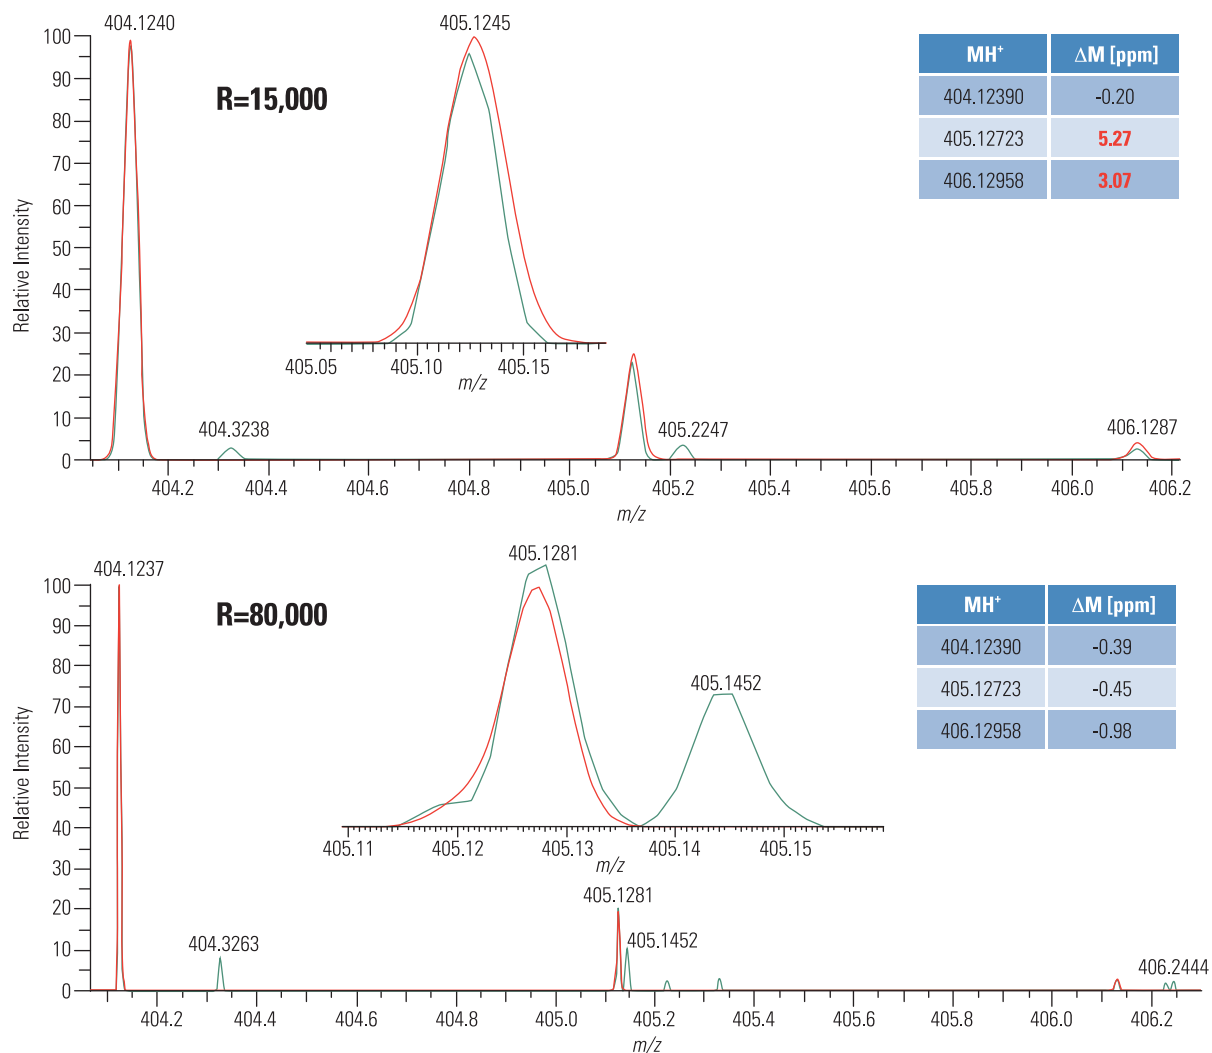 404.1240
405.1245
100
90
80
70
60
50
40
30
20
10
0
Relative Intensity
R=15,000
MH+ ΔM [ppm]
404.12390 -0.20
405.12723 5.27
406.12958 3.07
405.05 405.10 405.15
m/z
404.3238
405.2247
406.1287
404.2 404.4 404.6 404.8 405.0 405.2 405.4 405.6 405.8 406.0 406.2
m/z
404.1237
405.1281
100
90
80
70
60
50
40
30
20
10
0
Relative Intensity
R=80,000
405.1452
MH+ ΔM [ppm]
404.12390 -0.39
405.12723 -0.45
406.12958 -0.98
405.11 405.12 405.13 405.14 405.15
m/z
404.3263
405.1281
405.1452
406.2444
404.2 404.4 404.6 404.8 405.0 405.2 405.4 405.6 405.8 406.0 406.2
m/z